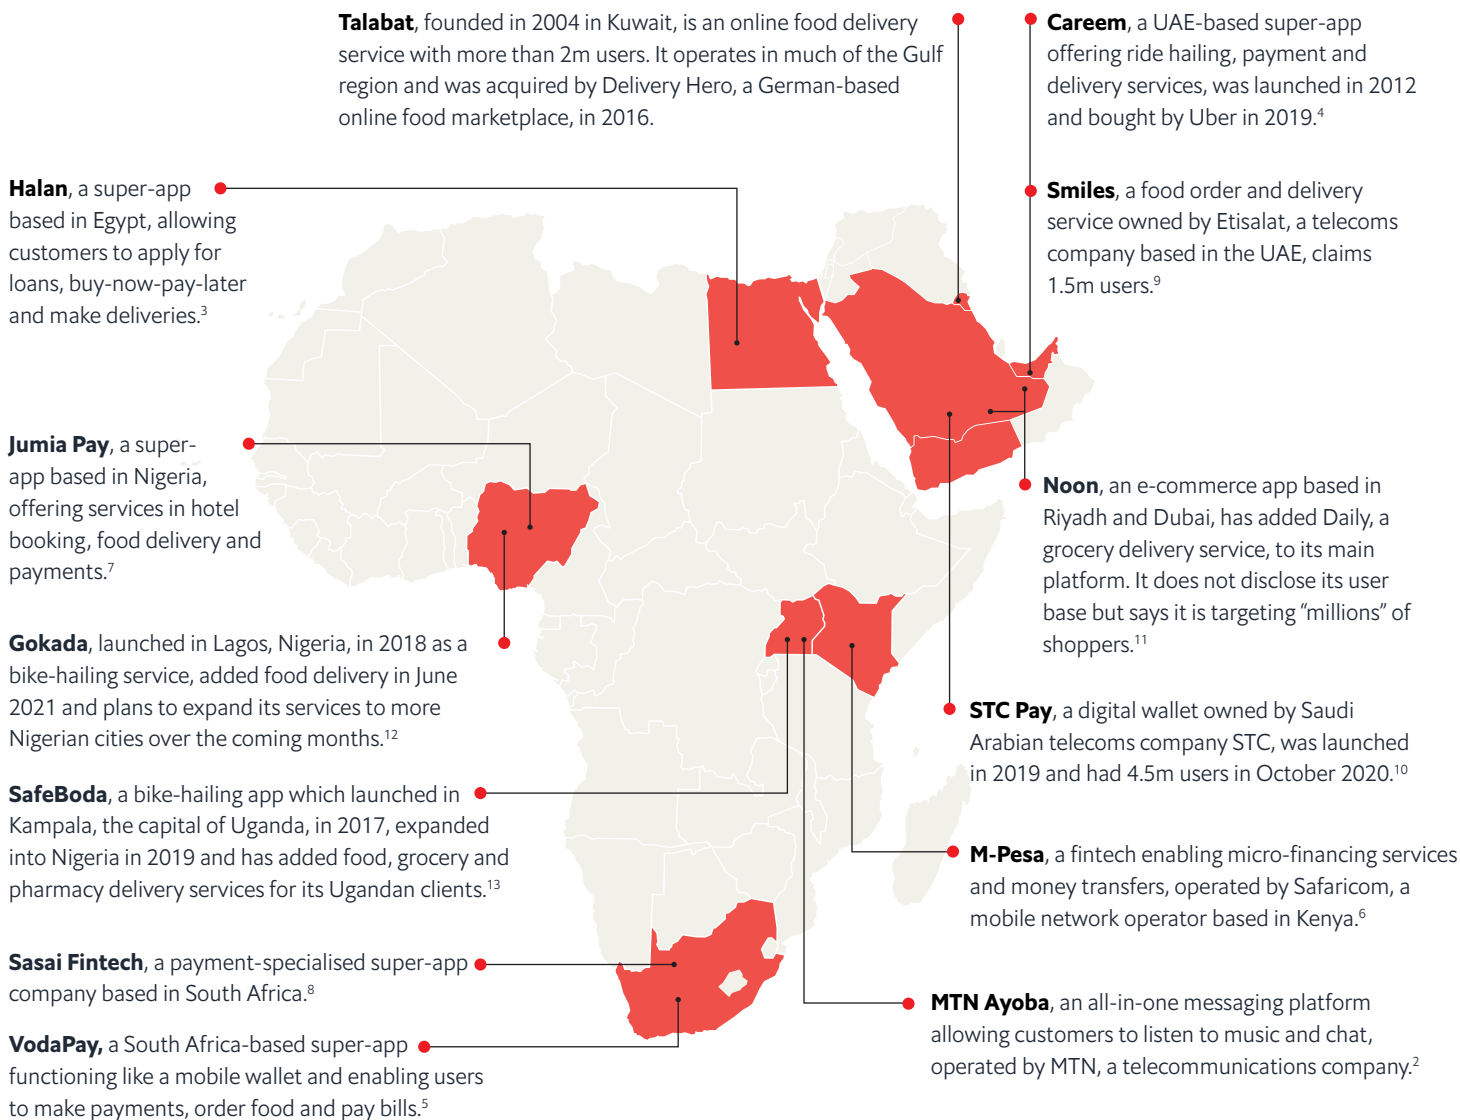 Talabat, founded in 2004 in Kuwait, is an online food delivery
service with more than 2m users. It operates in much of the Gulf
region and was acquired by Delivery Hero, a German-based
online food marketplace, in 2016.
Careem, a UAE-based super-app
offering ride hailing, payment and
delivery services, was launched in 2012
and bought by Uber in 2019.⁴
Halan, a super-app
based in Egypt, allowing
customers to apply for
loans, buy-now-pay-later
and make deliveries.³
Smiles, a food order and delivery
service owned by Etisalat, a telecoms
company based in the UAE, claims
1.5m users.⁹
Jumia Pay, a super-
app based in Nigeria,
offering services in hotel
booking, food delivery and
payments.⁷
Noon, an e-commerce app based in
Riyadh and Dubai, has added Daily, a
grocery delivery service, to its main
platform. It does not disclose its user
base but says it is targeting “millions” of
shoppers.¹¹
Gokada, launched in Lagos, Nigeria, in 2018 as a
bike-hailing service, added food delivery in June
2021 and plans to expand its services to more
Nigerian cities over the coming months.¹²
STC Pay, a digital wallet owned by Saudi
Arabian telecoms company STC, was launched
in 2019 and had 4.5m users in October 2020.¹⁰
SafeBoda, a bike-hailing app which launched in
Kampala, the capital of Uganda, in 2017, expanded
into Nigeria in 2019 and has added food, grocery and
pharmacy delivery services for its Ugandan clients.¹³
M-Pesa, a fintech enabling micro-financing services
and money transfers, operated by Safaricom, a
mobile network operator based in Kenya.⁶
Sasai Fintech, a payment-specialised super-app
company based in South Africa.⁸
MTN Ayoba, an all-in-one messaging platform
allowing customers to listen to music and chat,
operated by MTN, a telecommunications company.²
VodaPay, a South Africa-based super-app
functioning like a mobile wallet and enabling users
to make payments, order food and pay bills.⁵